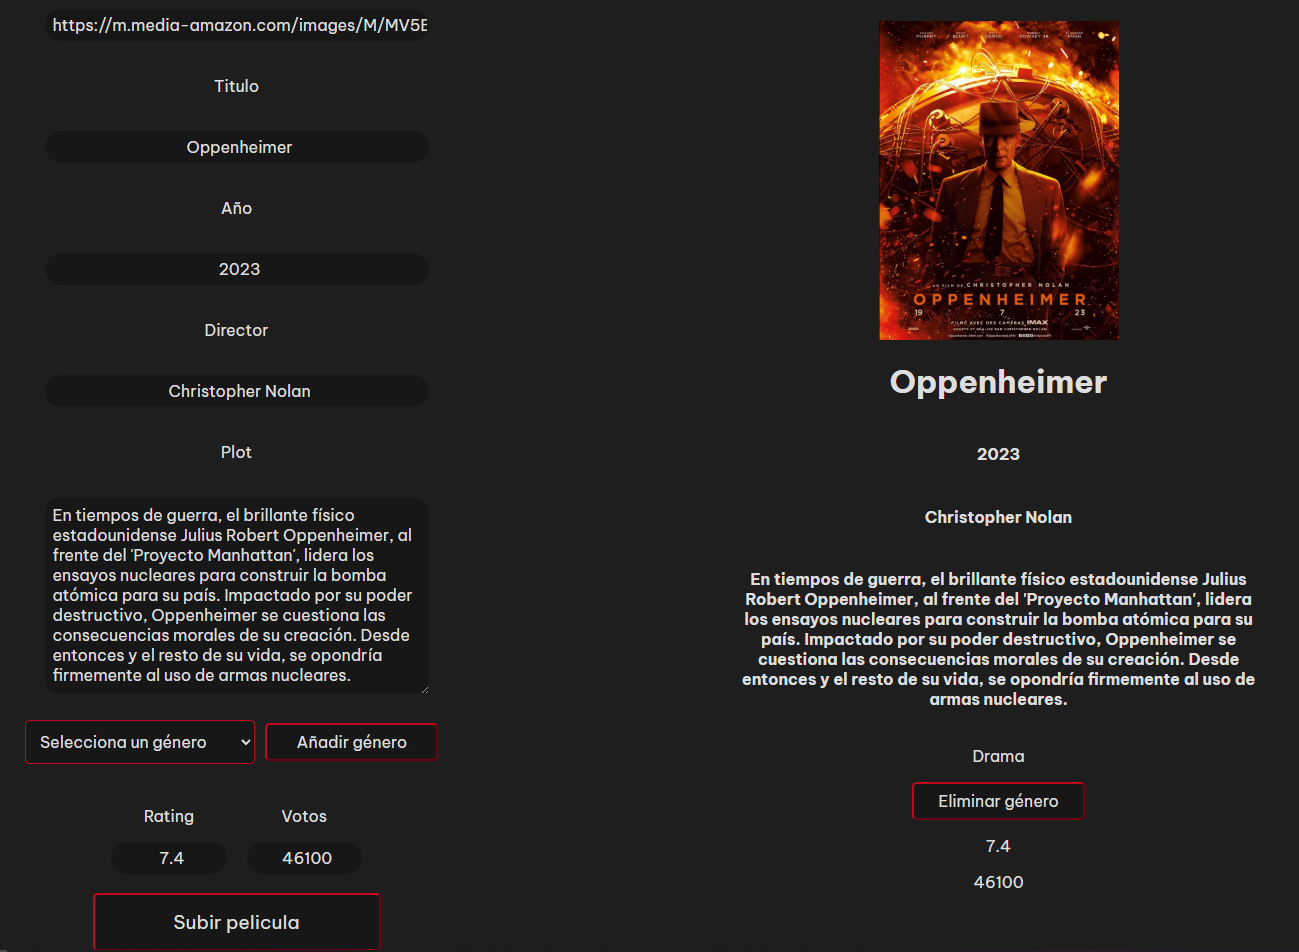 https://m.media-amazon.com/images/M/MV5E
Titulo
Oppenheimer
Año
2023
Director
Christopher Nolan
Plot
En tiempos de guerra, el brillante físico
estadounidense Julius Robert Oppenheimer, al
frente del 'Proyecto Manhattan', lidera los
ensayos nucleares para construir la bomba
atómica para su país. Impactado por su poder
destructivo, Oppenheimer se cuestiona las
consecuencias morales de su creación. Desde
entonces y el resto de su vida, se opondría
firmemente al uso de armas nucleares.
Selecciona un género
Añadir género
Rating
Votos
7.4
46100
Subir pelicula
MURPHY BLUNT DAMON DOWNEY JR PUGH
UN FILM DE CHRISTOPHER NOLAN
OPPENHEIMER
19 7 23
FILMÉ AVEC DES CAMÉRAS IMAX
Oppenheimer
2023
Christopher Nolan
En tiempos de guerra, el brillante físico estadounidense Julius
Robert Oppenheimer, al frente del 'Proyecto Manhattan', lidera
los ensayos nucleares para construir la bomba atómica para su
país. Impactado por su poder destructivo, Oppenheimer se
cuestiona las consecuencias morales de su creación. Desde
entonces y el resto de su vida, se opondría firmemente al uso de
armas nucleares.
Drama
Eliminar género
7.4
46100